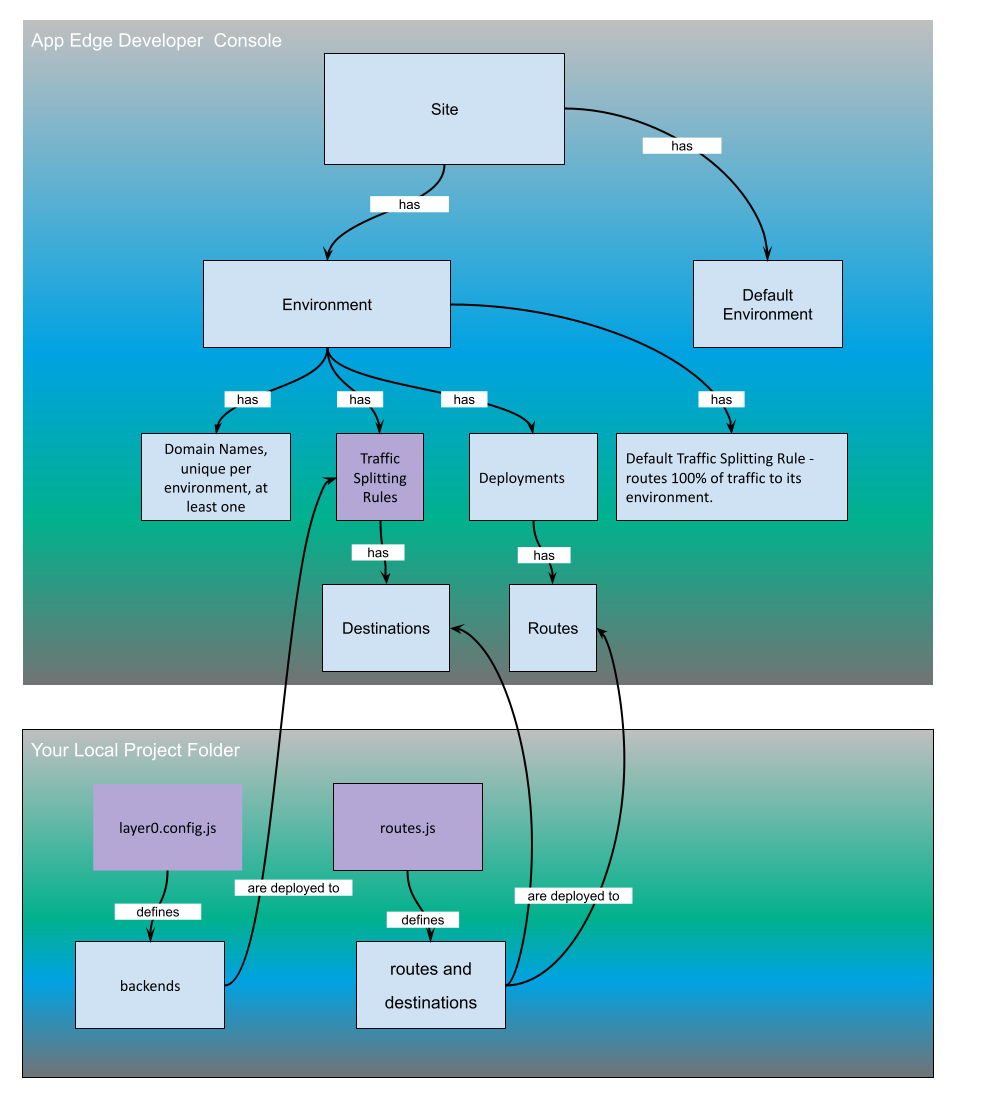 App Edge Developer  Console
Site
has
has
Environment
Default
Environment
has
has
has
has
Domain Names,
unique per
environment, at
least one
Traffic
Splitting
Rules
Deployments
Default Traffic Splitting Rule -
routes 100% of traffic to its
environment.
has
has
Destinations
Routes
Your Local Project Folder
layer0.config.js
routes.js
are deployed to
are deployed to
defines
defines
backends
routes and
destinations